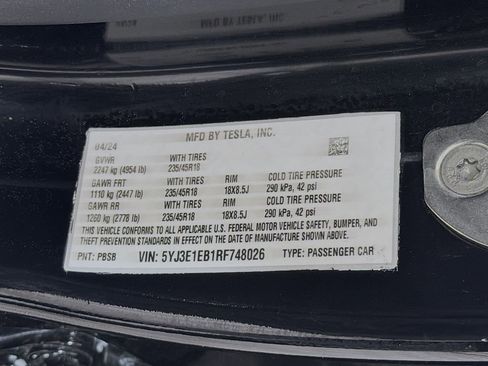 MFD BY TESLA, INC.
04/24
GVWR WITH TIRES
2247 kg (4954 lb) 235/45R18
GAWR FRT WITH TIRES RIM COLD TIRE PRESSURE
1110 kg (2447 lb) 235/45R18 18X8.5J 290 kPa, 42 psi
GAWR RR WITH TIRES RIM COLD TIRE PRESSURE
1260 kg (2778 lb) 235/45R18 18X8.5J 290 kPa, 42 psi
THIS VEHICLE CONFORMS TO ALL APPLICABLE U.S. FEDERAL MOTOR VEHICLE SAFETY, BUMPER, AND
THEFT PREVENTION STANDARDS IN EFFECT ON THE DATE OF MANUFACTURE SHOWN ABOVE.
PNT: PBSB VIN: 5YJ3E1EB1RF748026 TYPE: PASSENGER CAR